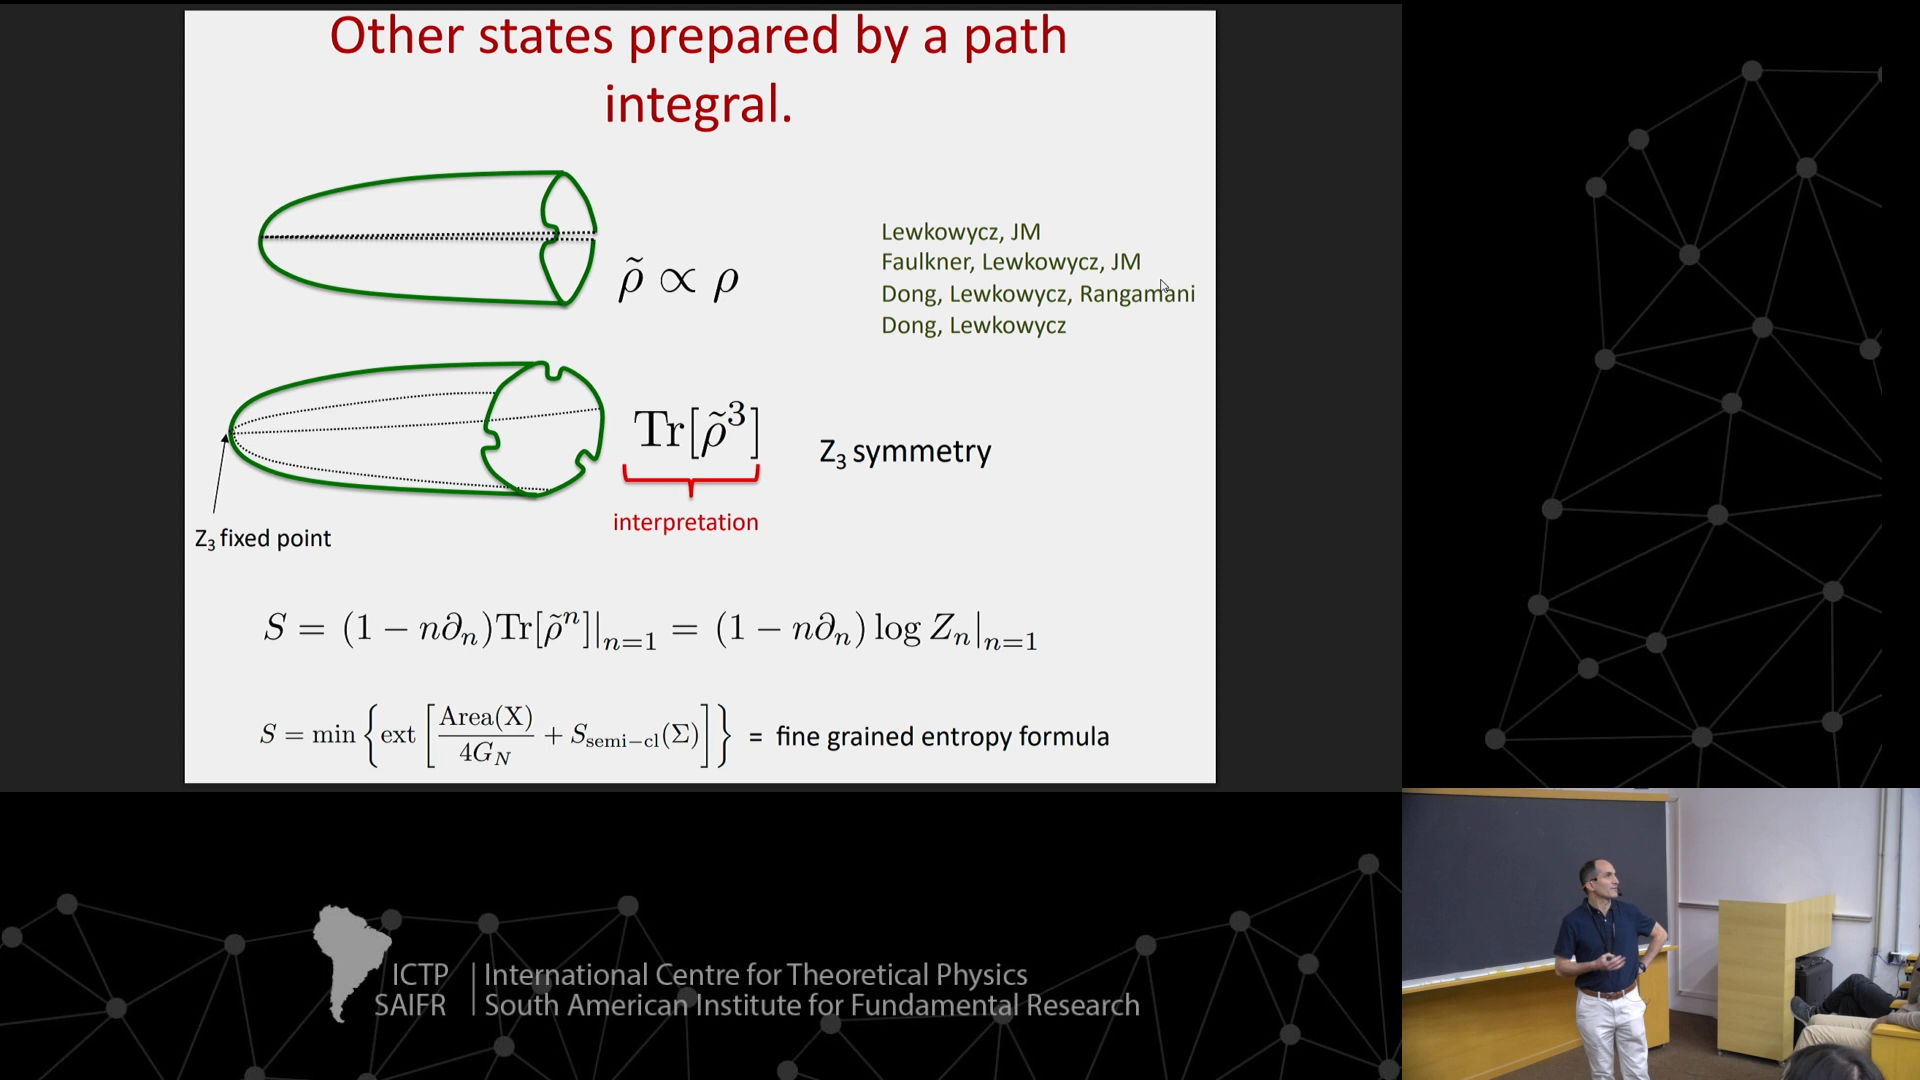 Other states prepared by a path
integral.
ρ̃ ∝ ρ
Lewkowycz, JM
Faulkner, Lewkowycz, JM
Dong, Lewkowycz, Rangamani
Dong, Lewkowycz
Tr[ρ̃³]
Z₃ symmetry
interpretation
Z₃ fixed point
S = (1 − n∂ₙ)Tr[ρ̃ⁿ]|ₙ₌₁ = (1 − n∂ₙ) log Zₙ|ₙ₌₁
S = min { ext [ Area(X) / 4G_N + S_semi−cl(Σ) ] } = fine grained entropy formula
ICTP | International Centre for Theoretical Physics
SAIFR | South American Institute for Fundamental Research